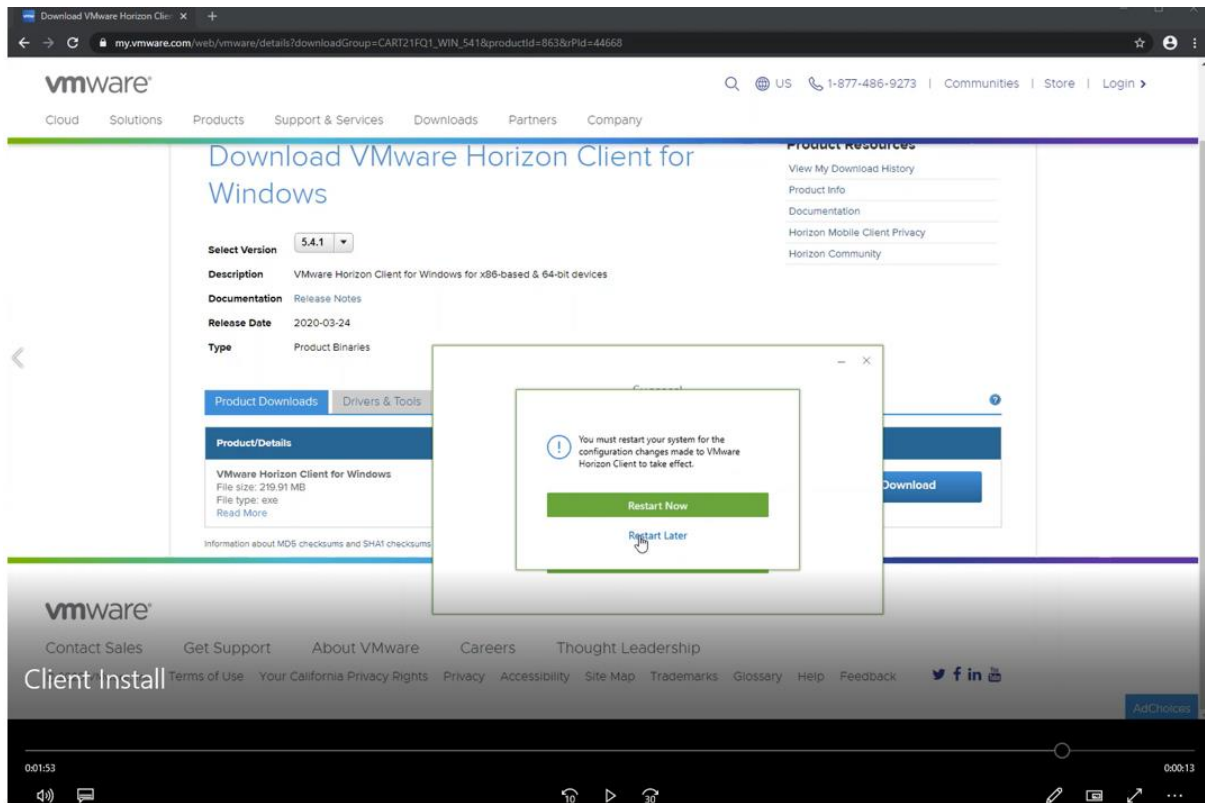 Download VMware Horizon Clien
my.vmware.com/web/vmware/details?downloadGroup=CART21FQ1_WIN_541&productId=863&rPId=44668
vmware
US 1-877-486-9273 | Communities | Store | Login >
Cloud Solutions Products Support & Services Downloads Partners Company
Download VMware Horizon Client for
Windows
Select Version 5.4.1
Description VMware Horizon Client for Windows for x86-based & 64-bit devices
Documentation Release Notes
Release Date 2020-03-24
Type Product Binaries
Product Resources
View My Download History
Product Info
Documentation
Horizon Mobile Client Privacy
Horizon Community
Product Downloads Drivers & Tools
Product/Details
VMware Horizon Client for Windows
File size: 219.91 MB
File type: exe
Read More
Download
Information about MD5 checksums and SHA1 checksums
You must restart your system for the
configuration changes made to VMware
Horizon Client to take effect.
Restart Now
Restart Later
vmware
Contact Sales Get Support About VMware Careers Thought Leadership
Terms of Use Your California Privacy Rights Privacy Accessibility Site Map Trademarks Glossary Help Feedback
Client Install
AdChoices
0:01:53 0:00:13
10 30